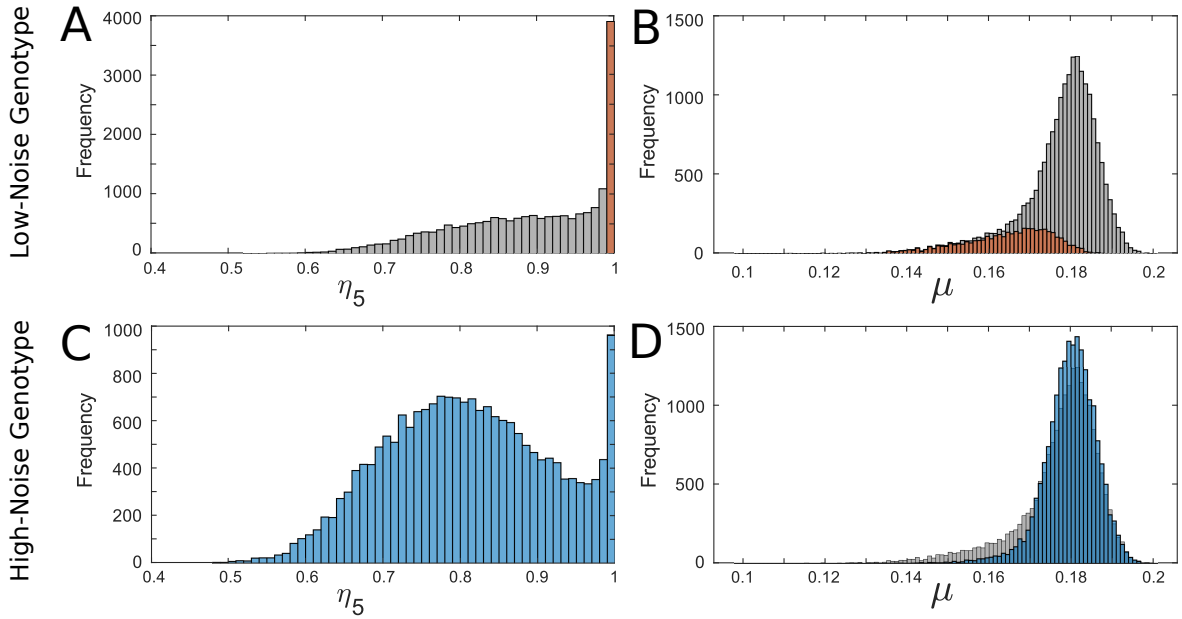 Low-Noise Genotype
A
Frequency
4000
3000
2000
1000
0
0.4 0.5 0.6 0.7 0.8 0.9 1
η5
B
Frequency
1500
1000
500
0
0.1 0.12 0.14 0.16 0.18 0.2
μ
High-Noise Genotype
C
Frequency
1000
800
600
400
200
0
0.4 0.5 0.6 0.7 0.8 0.9 1
η5
D
Frequency
1500
1000
500
0
0.1 0.12 0.14 0.16 0.18 0.2
μ